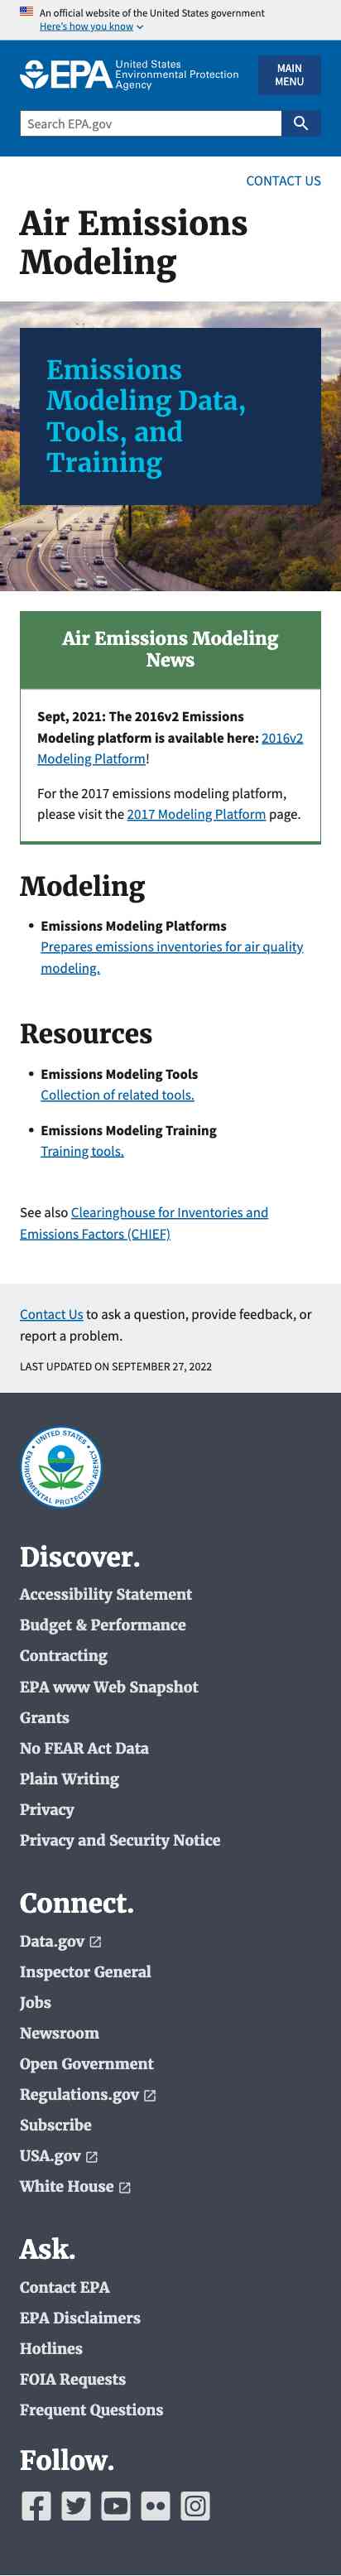 An official website of the United States government
Here's how you know
EPA
United States
Environmental Protection
Agency
MAIN
MENU
Search EPA.gov
CONTACT US
Air Emissions
Modeling
Emissions
Modeling Data,
Tools, and
Training
Air Emissions Modeling
News
Sept, 2021: The 2016v2 Emissions
Modeling platform is available here: 2016v2
Modeling Platform!
For the 2017 emissions modeling platform,
please visit the 2017 Modeling Platform page.
Modeling
• Emissions Modeling Platforms
Prepares emissions inventories for air quality
modeling.
Resources
• Emissions Modeling Tools
Collection of related tools.
• Emissions Modeling Training
Training tools.
See also Clearinghouse for Inventories and
Emissions Factors (CHIEF)
Contact Us to ask a question, provide feedback, or
report a problem.
LAST UPDATED ON SEPTEMBER 27, 2022
UNITED STATES
ENVIRONMENTAL PROTECTION AGENCY
Discover.
Accessibility Statement
Budget & Performance
Contracting
EPA www Web Snapshot
Grants
No FEAR Act Data
Plain Writing
Privacy
Privacy and Security Notice
Connect.
Data.gov
Inspector General
Jobs
Newsroom
Open Government
Regulations.gov
Subscribe
USA.gov
White House
Ask.
Contact EPA
EPA Disclaimers
Hotlines
FOIA Requests
Frequent Questions
Follow.